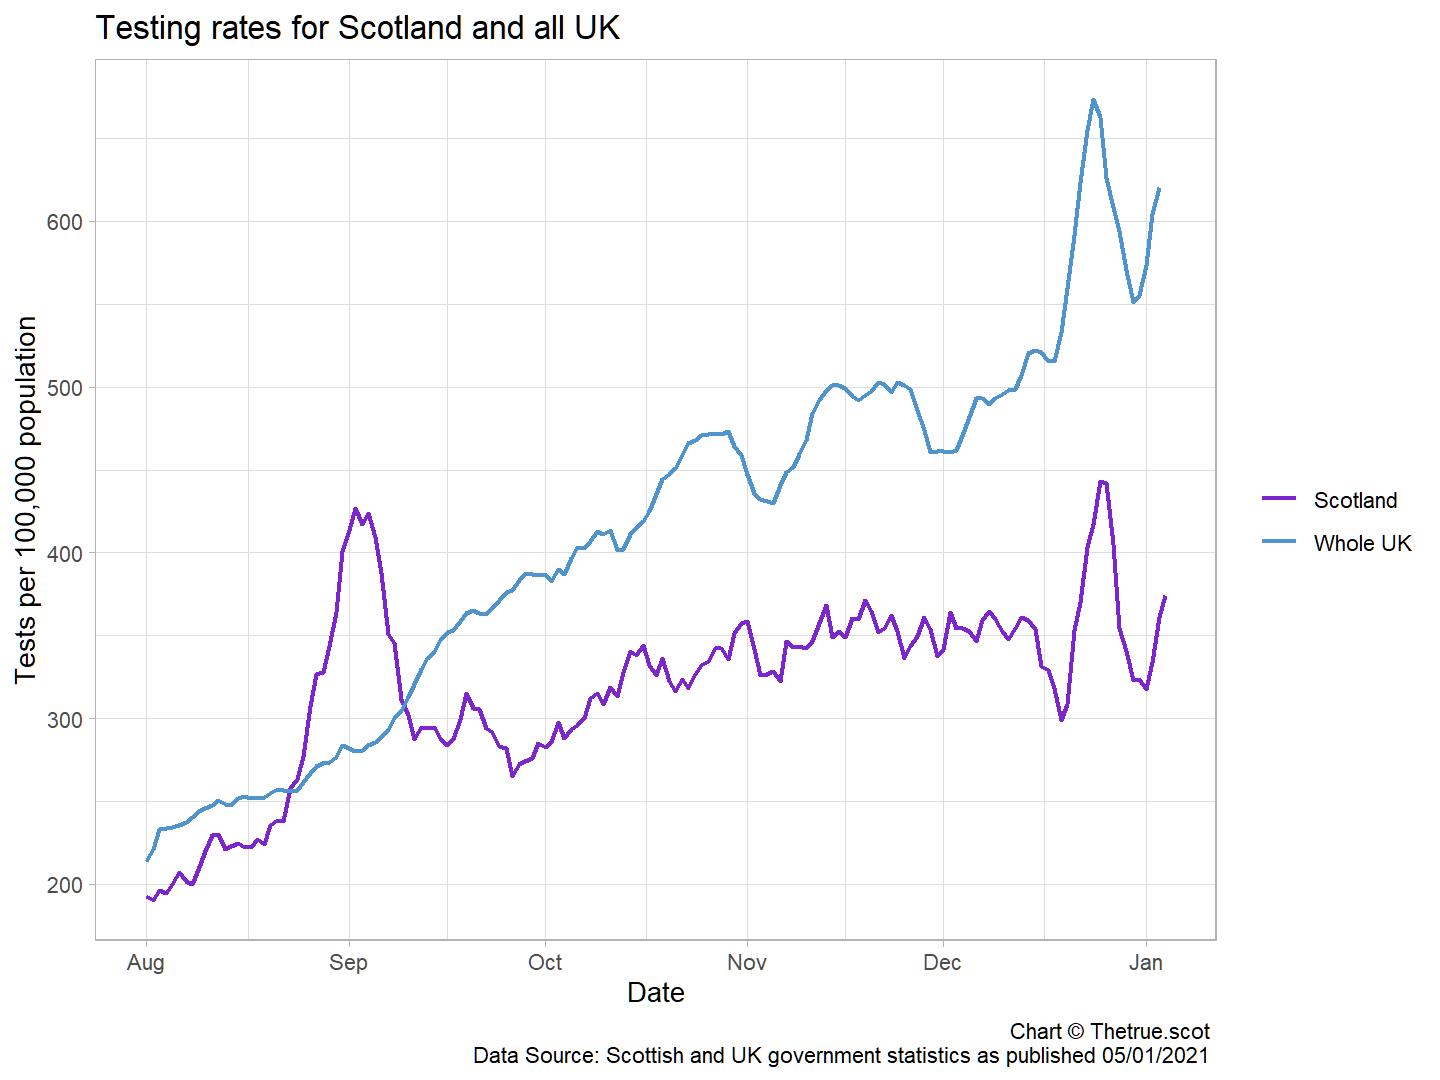 Testing rates for Scotland and all UK
Tests per 100,000 population
600
500
400
300
200
Aug Sep Oct Nov Dec Jan
Date
Scotland
Whole UK
Chart © Thetrue.scot
Data Source: Scottish and UK government statistics as published 05/01/2021